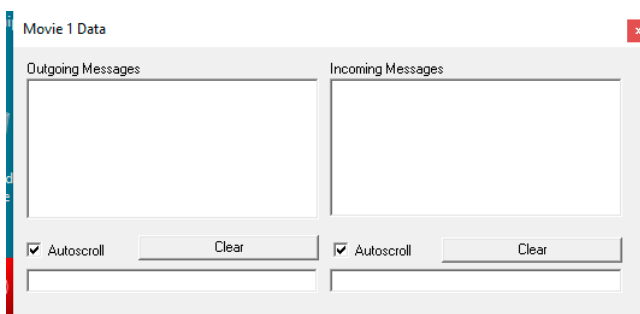 Movie 1 Data
x
Outgoing Messages
Incoming Messages
Autoscroll
Clear
Autoscroll
Clear